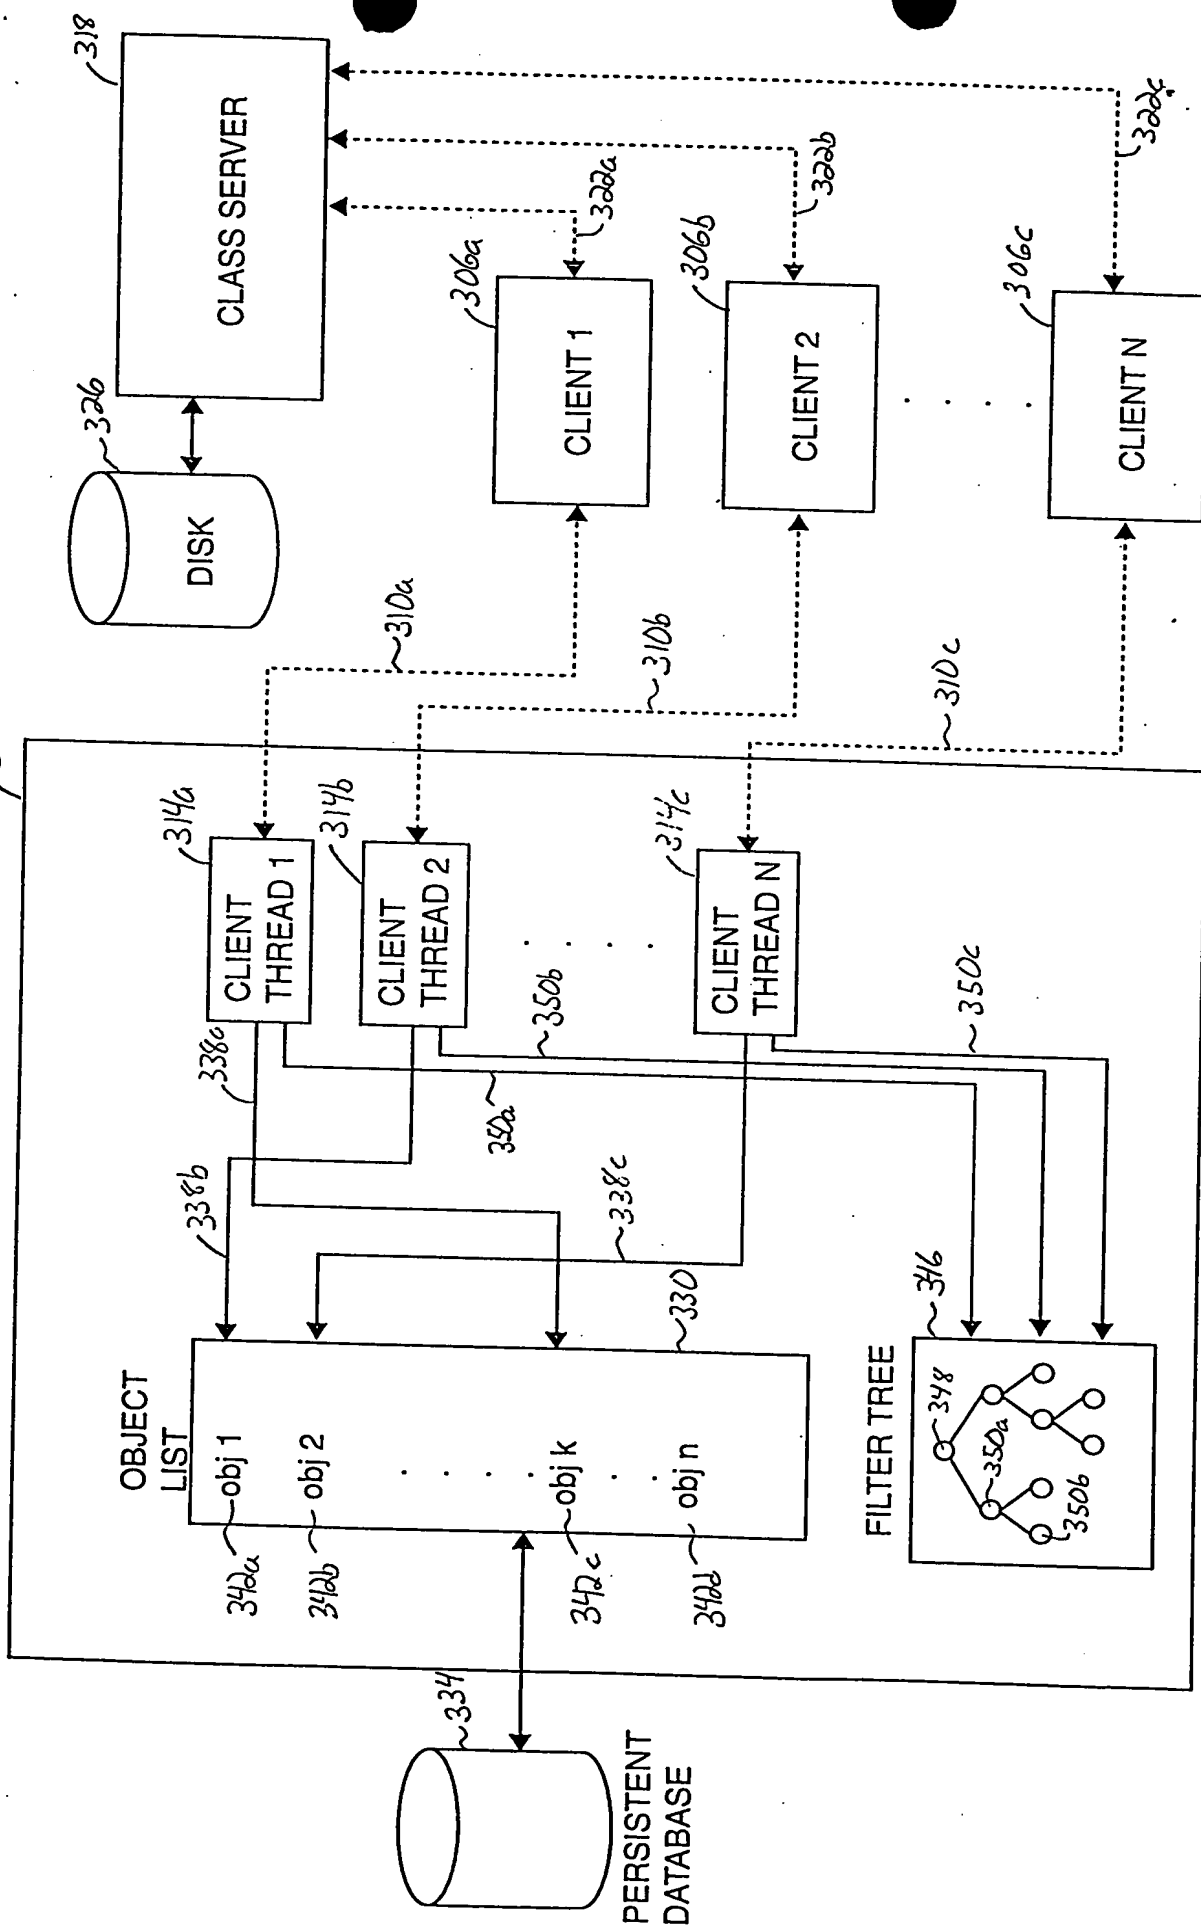 318
CLASS SERVER
326
DISK
322a
322b
322c
306a
CLIENT 1
306b
CLIENT 2
. . . .
306c
CLIENT N
310a
310b
310c
314a
CLIENT
THREAD 1
314b
CLIENT
THREAD 2
. . . .
314c
CLIENT
THREAD N
338b
338c
350b
350a
350c
338c
OBJECT
LIST
330
obj 1
obj 2
. . . .
obj k
. .
obj n
342a
342b
342c
342d
FILTER TREE
346
348
350a
350b
334
PERSISTENT
DATABASE